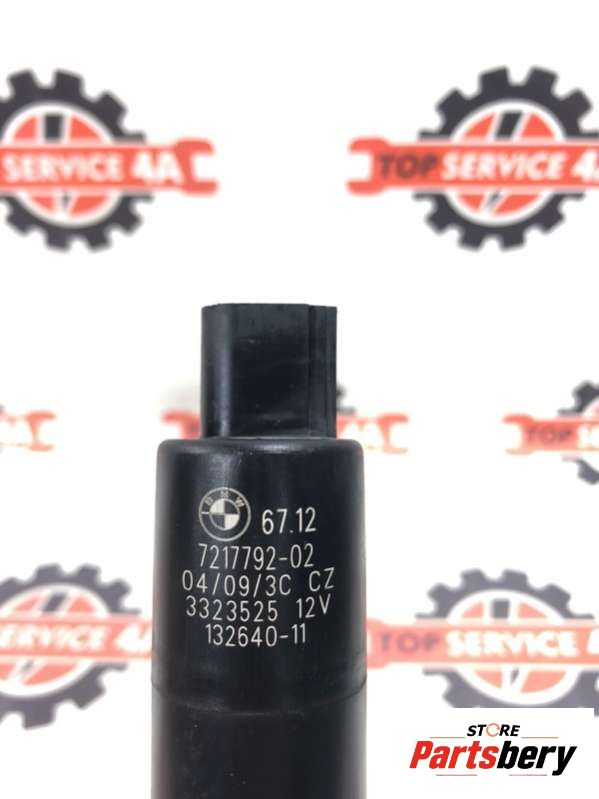 SERVICE 4A
TOP SERVICE 4A
TOP SERVICE 4A
BMW 67.12
7217792-02
04/09/3C CZ
3323525 12V
132640-11
STORE
Partsbery